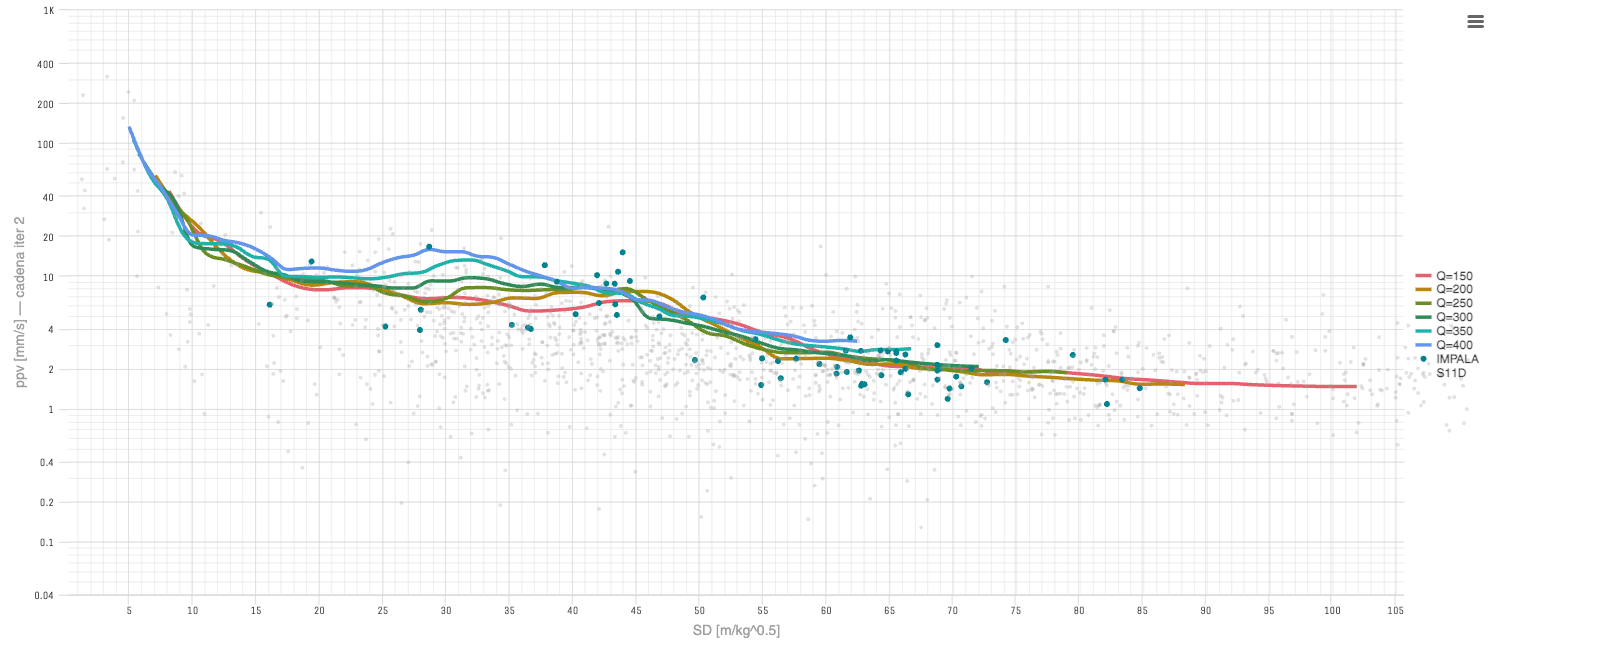 1K
400
200
100
40
20
10
4
2
1
0.4
0.2
0.1
0.04
ppv [mm/s] — cadena iter 2
5 10 15 20 25 30 35 40 45 50 55 60 65 70 75 80 85 90 95 100 105
SD [m/kg^0.5]
Q=150
Q=200
Q=250
Q=300
Q=350
Q=400
IMPALA
S11D